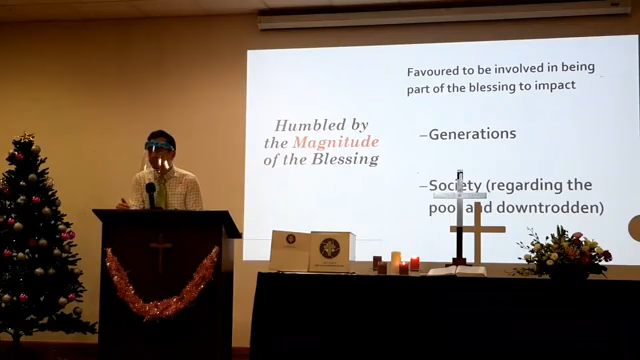 Humbled by
the Magnitude
of the Blessing
Favoured to be involved in being
part of the blessing to impact
–Generations
–Society (regarding the
poor and downtrodden)